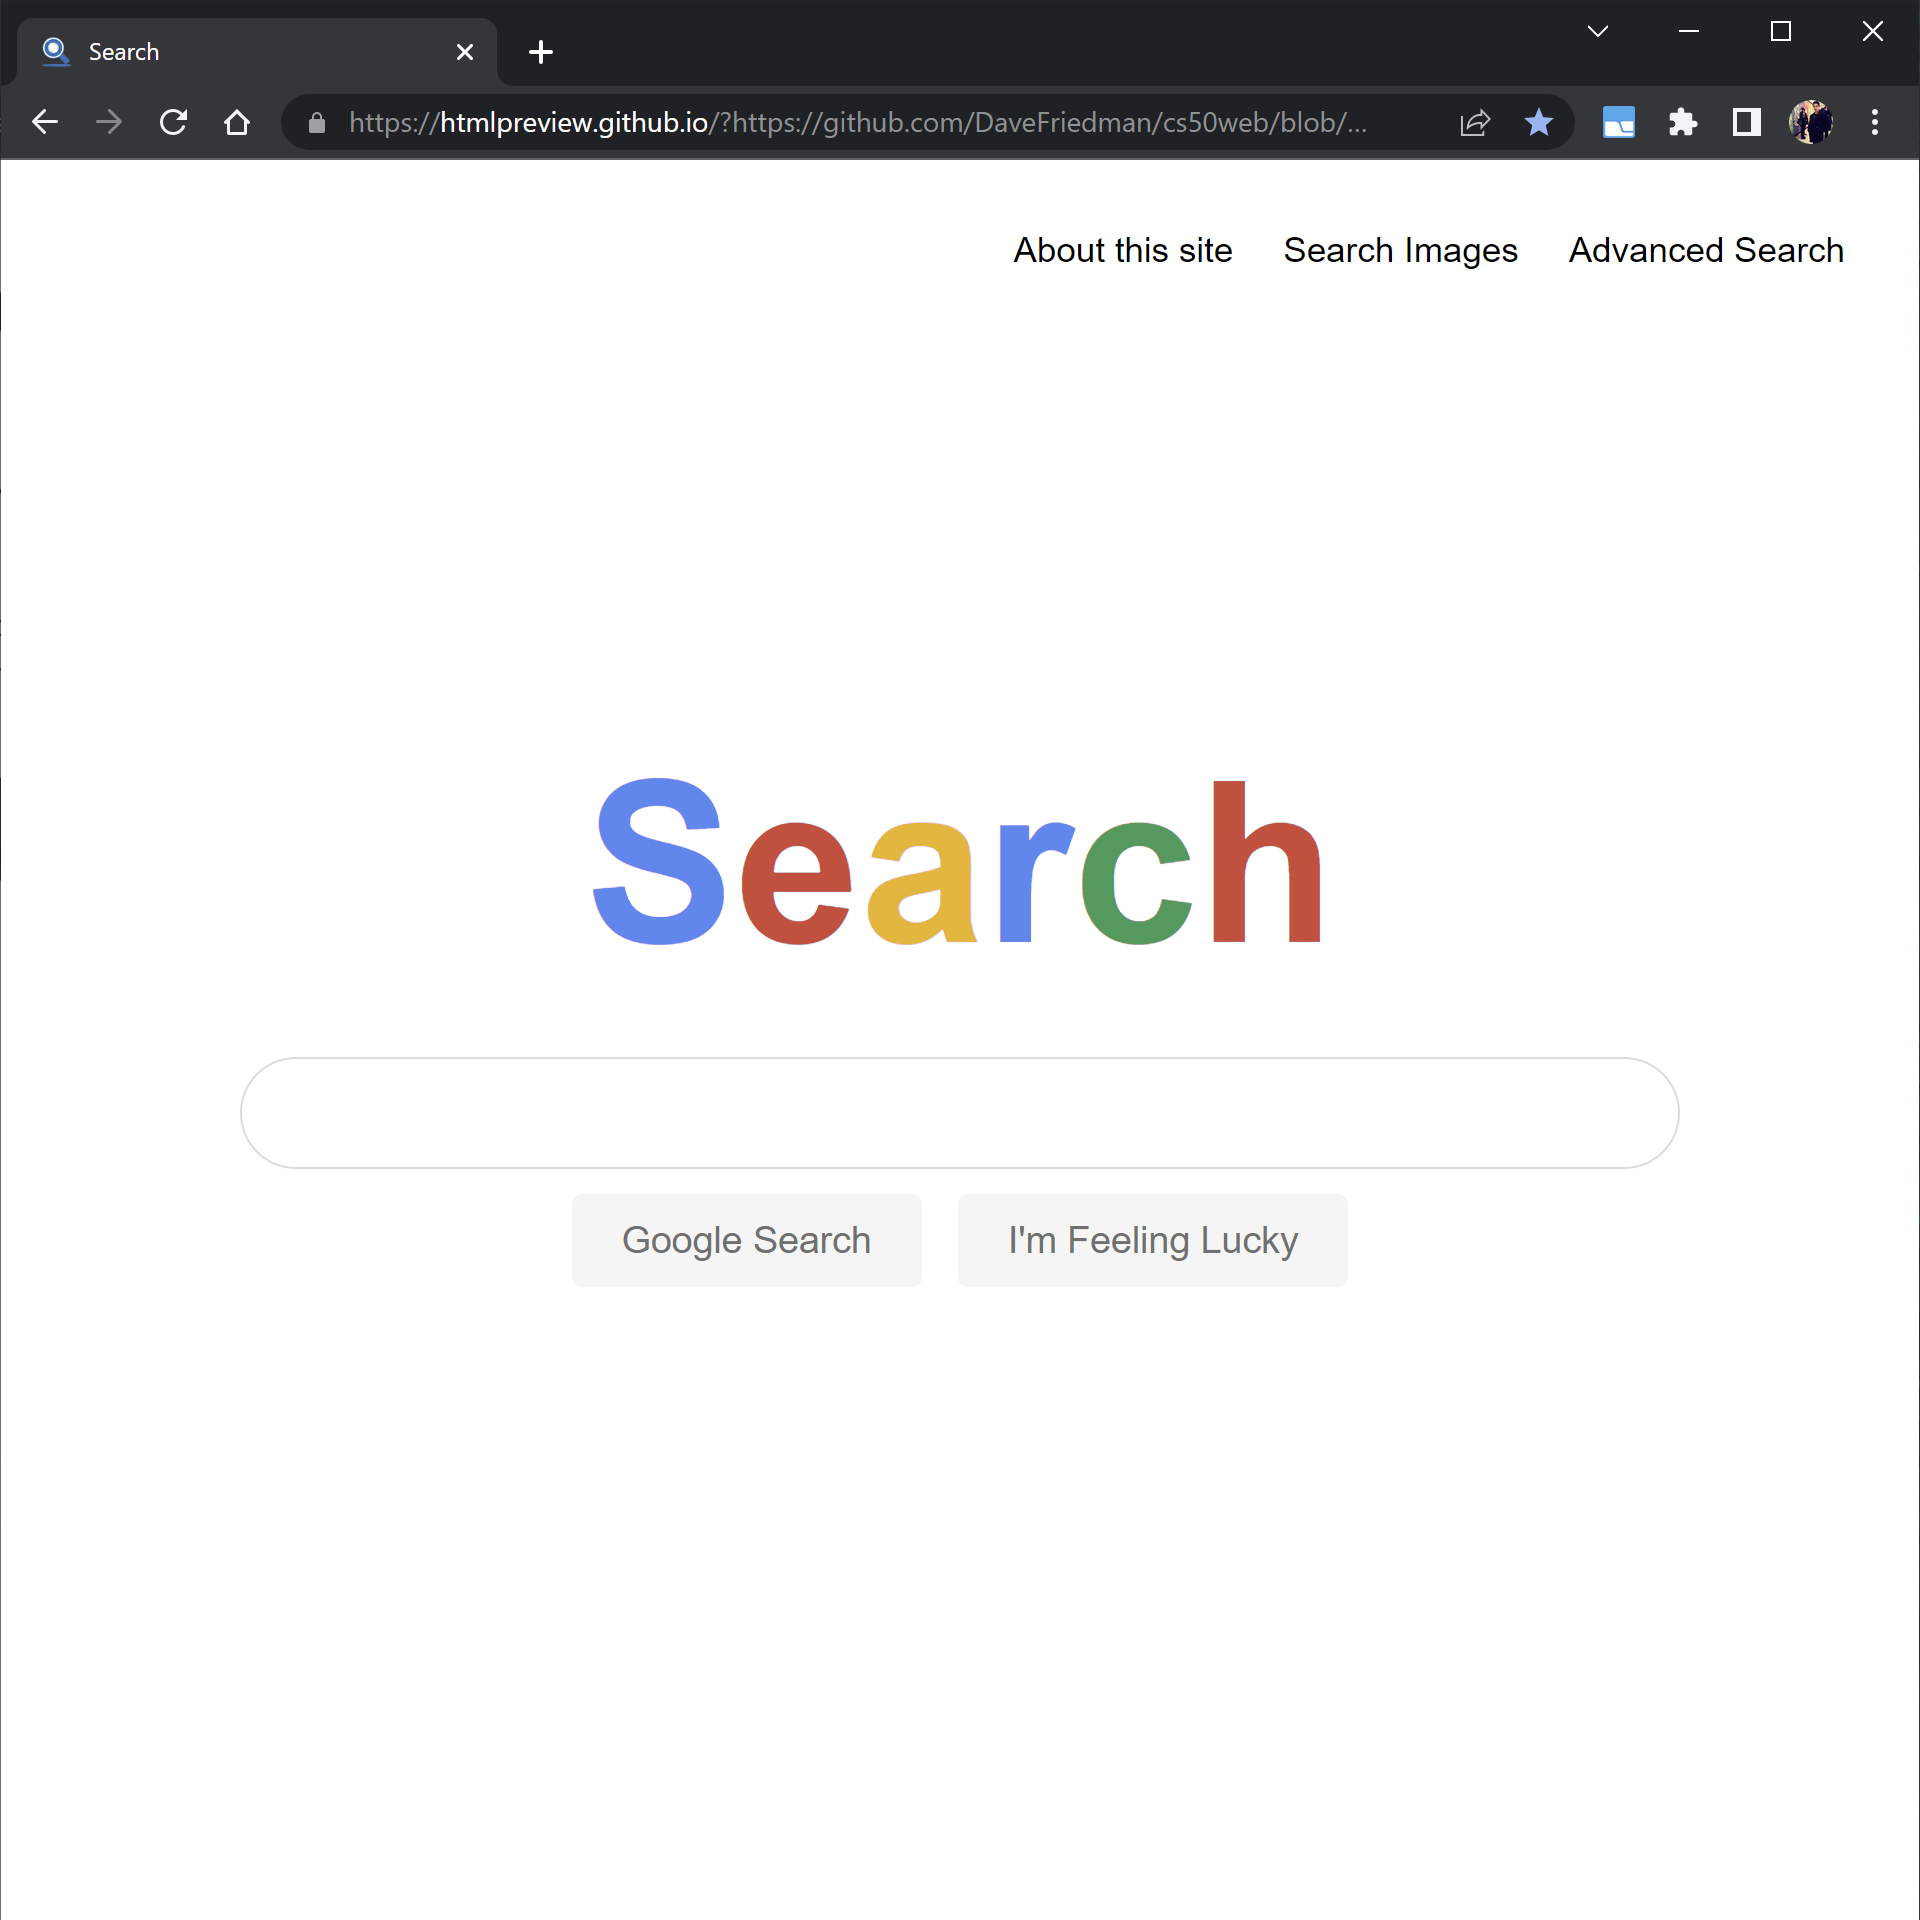 Search
https://htmlpreview.github.io/?https://github.com/DaveFriedman/cs50web/blob/...
About this site Search Images Advanced Search
Search
Google Search I'm Feeling Lucky